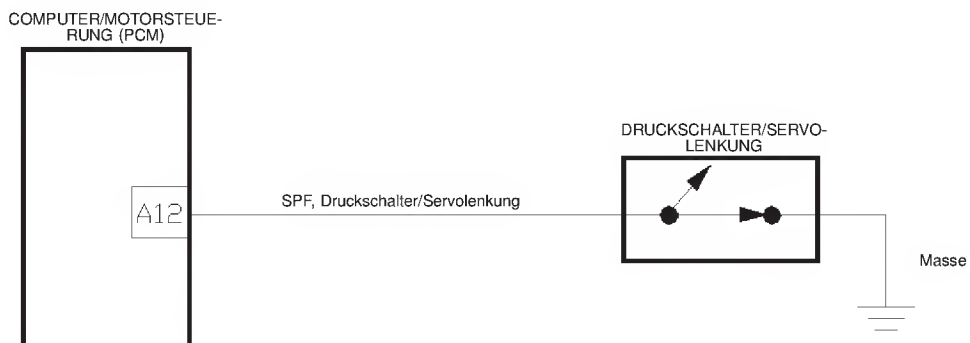 COMPUTER/MOTORSTEUE-
RUNG (PCM)
DRUCKSCHALTER/SERVO-
LENKUNG
A12
SPF, Druckschalter/Servolenkung
Masse